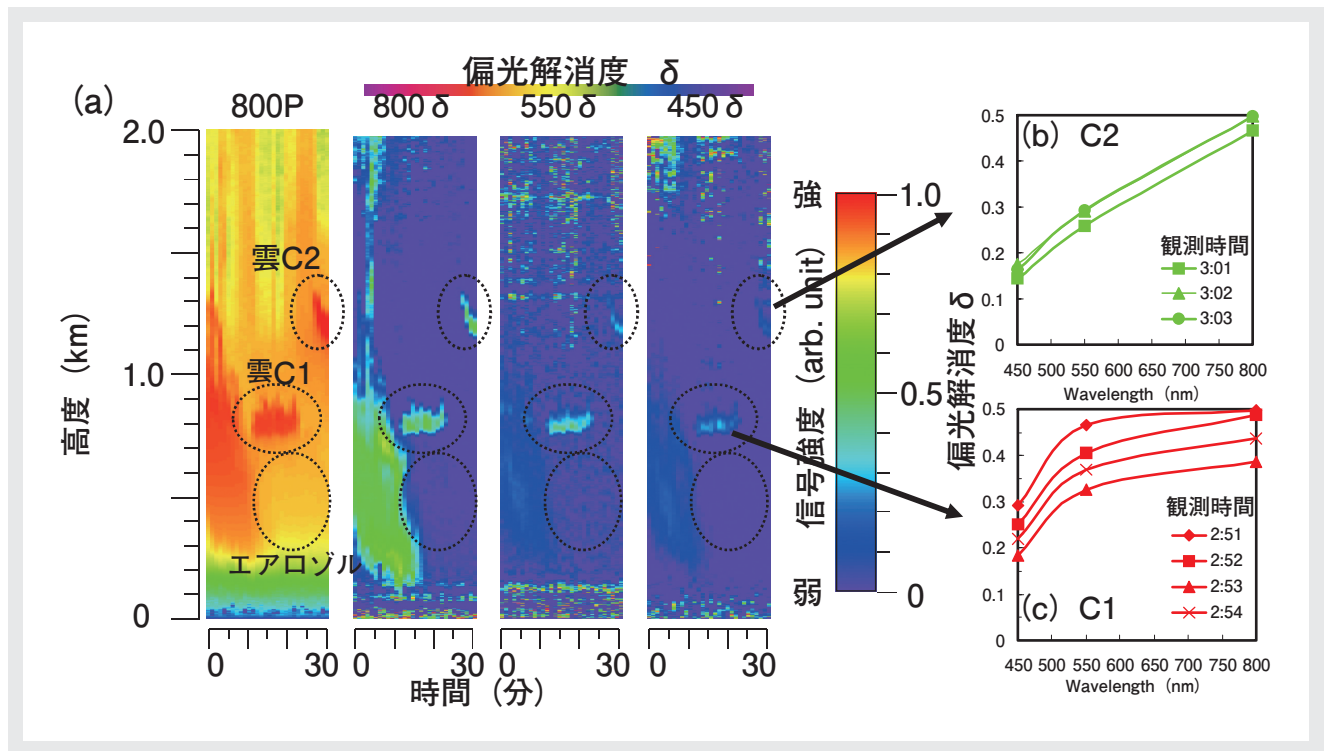 偏光解消度 δ
(a)
800P
800 δ
550 δ
450 δ
2.0
1.0
0
高度 (km)
雲C2
雲C1
エアロゾル
0
30
0
30
0
30
0
30
時間 (分)
強
弱
信号強度 (arb. unit)
1.0
0.5
0
偏光解消度 δ
(b) C2
0.5
0.4
0.3
0.2
0.1
0
観測時間
3:01
3:02
3:03
450 500 550 600 650 700 750 800
Wavelength (nm)
(c) C1
0.5
0.4
0.3
0.2
0.1
0
観測時間
2:51
2:52
2:53
2:54
450 500 550 600 650 700 750 800
Wavelength (nm)